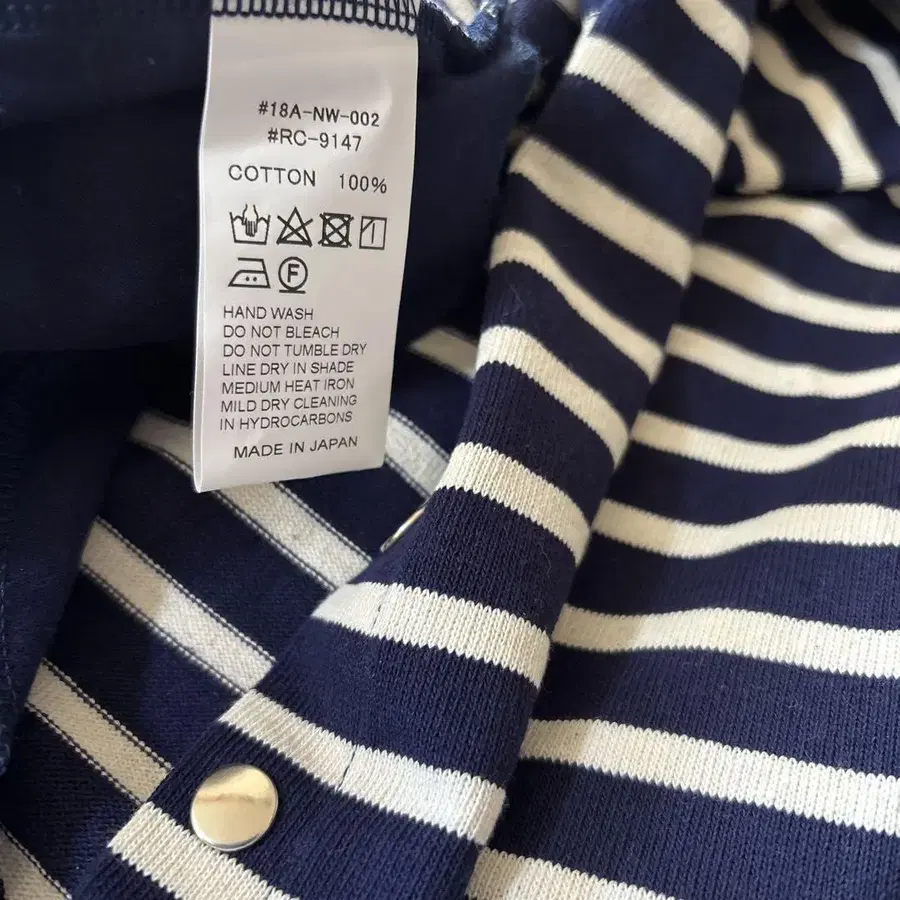 #18A-NW-002
#RC-9147
COTTON 100%
F
HAND WASH
DO NOT BLEACH
DO NOT TUMBLE DRY
LINE DRY IN SHADE
MEDIUM HEAT IRON
MILD DRY CLEANING
IN HYDROCARBONS
MADE IN JAPAN